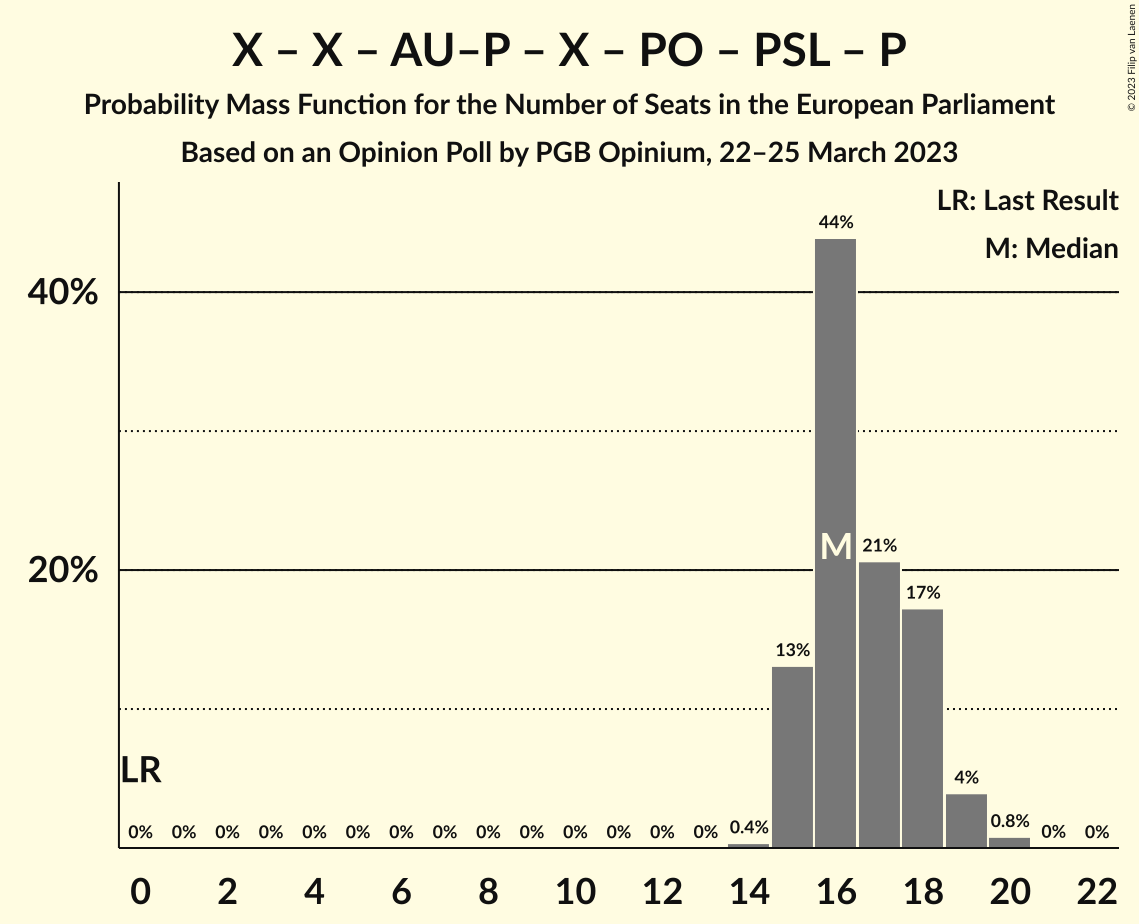 X – X – AU–P – X – PO – PSL – P
Probability Mass Function for the Number of Seats in the European Parliament
Based on an Opinion Poll by PGB Opinium, 22–25 March 2023
© 2023 Filip van Laenen
LR: Last Result
M: Median
44%
40%
M
21%
20%
17%
13%
LR
4%
0% 0% 0% 0% 0% 0% 0% 0% 0% 0% 0% 0% 0% 0% 0.4% 0.8% 0% 0%
0 2 4 6 8 10 12 14 16 18 20 22